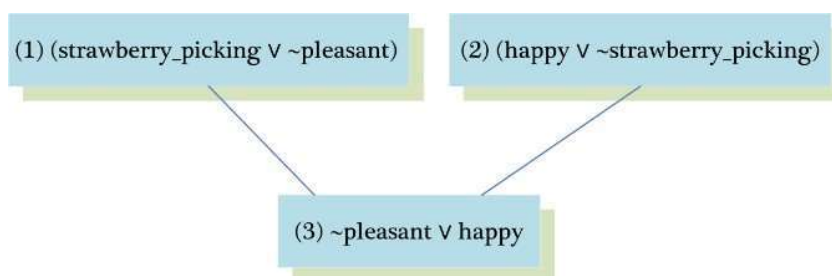 (1) (strawberry_picking ∨ ~pleasant)
(2) (happy ∨ ~strawberry_picking)
(3) ~pleasant ∨ happy